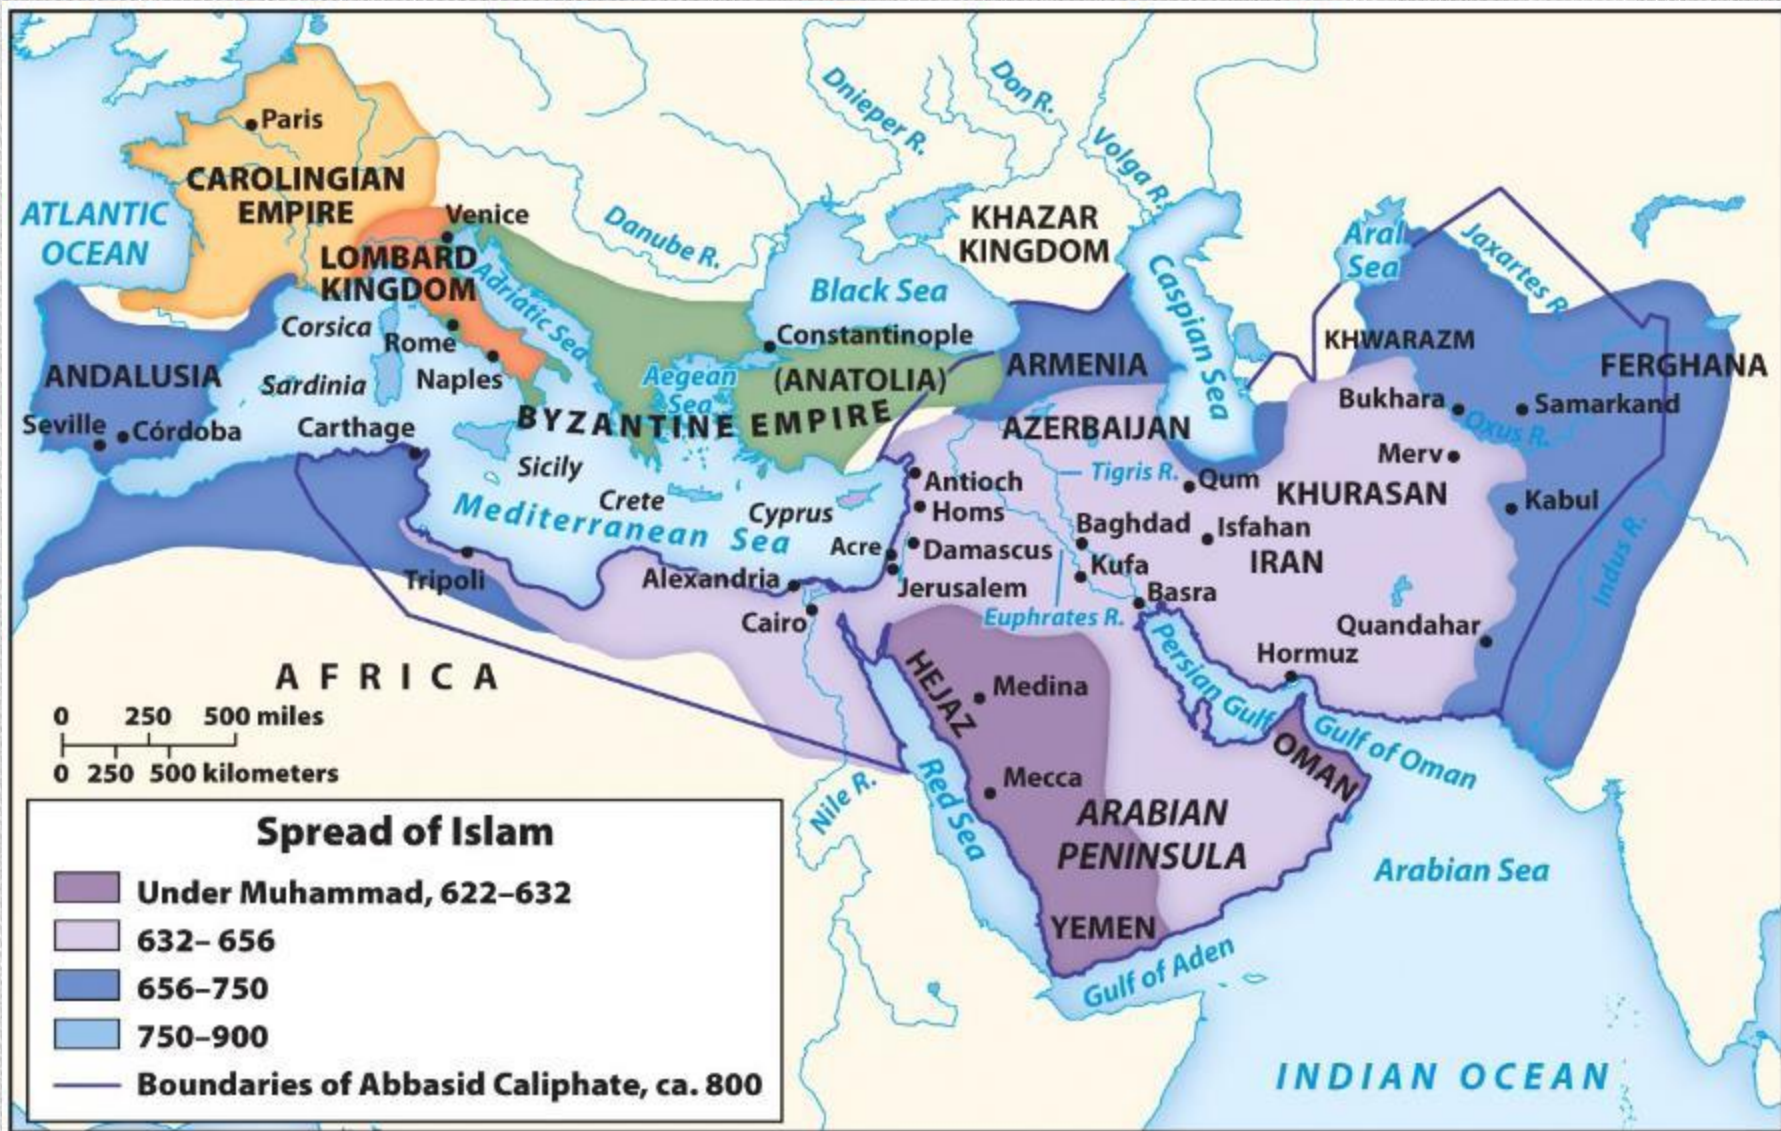 Paris
CAROLINGIAN
EMPIRE
ATLANTIC
OCEAN
Venice
LOMBARD
KINGDOM
Adriatic Sea
Danube R.
Dnieper R.
Don R.
Volga R.
KHAZAR
KINGDOM
Black Sea
Caspian Sea
Aral
Sea
Jaxartes R.
KHWARAZM
FERGHANA
Corsica
Rome
Constantinople
ARMENIA
ANDALUSIA
Sardinia
Naples
Aegean
Sea
(ANATOLIA)
BYZANTINE EMPIRE
Bukhara
Samarkand
Oxus R.
Seville
Córdoba
Carthage
AZERBAIJAN
Merv
Sicily
Antioch
Tigris R.
Qum
KHURASAN
Kabul
Crete
Cyprus
Homs
Mediterranean Sea
Baghdad
Isfahan
Acre
Damascus
Kufa
IRAN
Indus R.
Tripoli
Alexandria
Jerusalem
Basra
Euphrates R.
Cairo
Quandahar
Hormuz
AFRICA
HEJAZ
Medina
Persian Gulf
Gulf of Oman
OMAN
0 250 500 miles
0 250 500 kilometers
Nile R.
Red Sea
Mecca
ARABIAN
PENINSULA
Arabian Sea
YEMEN
Gulf of Aden
INDIAN OCEAN
Spread of Islam
Under Muhammad, 622–632
632– 656
656–750
750–900
Boundaries of Abbasid Caliphate, ca. 800